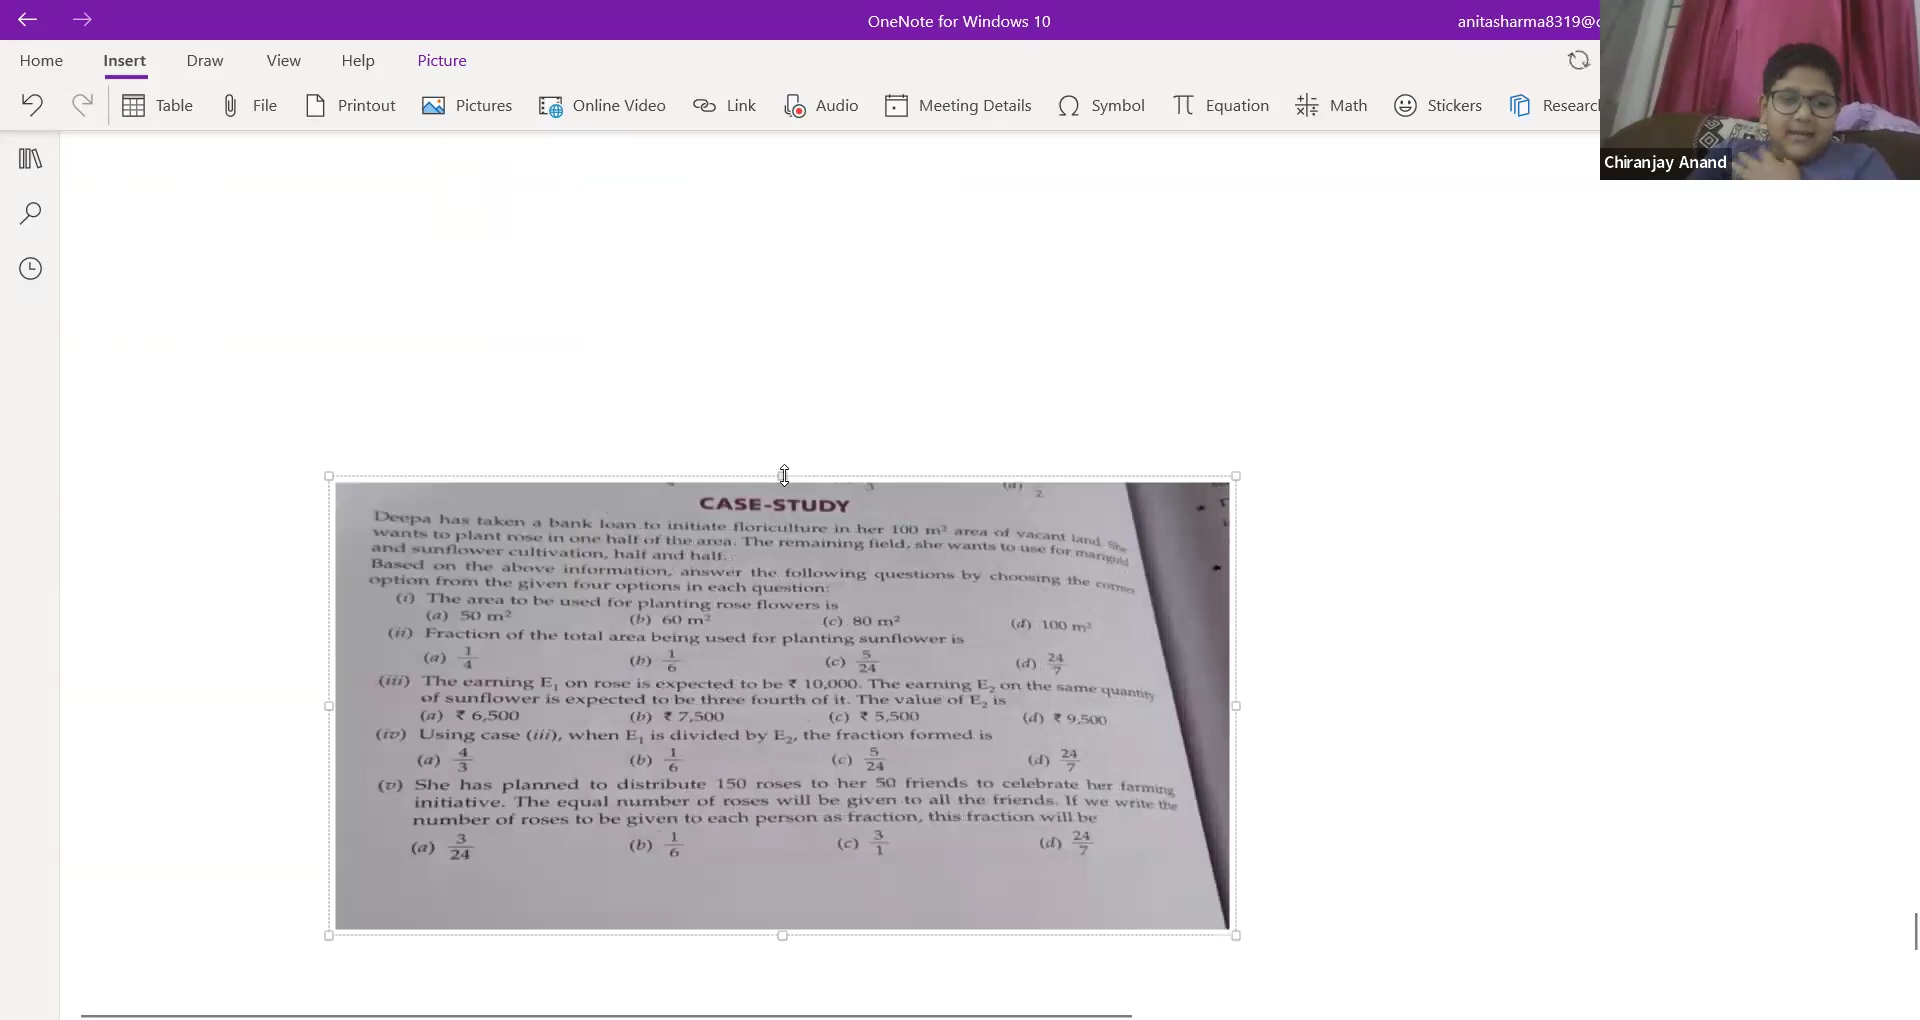 OneNote for Windows 10
anitasharma8319@
Home Insert Draw View Help Picture
Table File Printout Pictures Online Video Link Audio Meeting Details Symbol Equation Math Stickers Research
Chiranjay Anand
CASE-STUDY
Deepa has taken a bank loan to initiate floriculture in her 100 m² area of vacant land. She
wants to plant rose in one half of the area. The remaining field, she wants to use for marigold
and sunflower cultivation, half and half.
Based on the above information, answer the following questions by choosing the correct
option from the given four options in each question:
(i) The area to be used for planting rose flowers is
(a) 50 m² (b) 60 m² (c) 80 m² (d) 100 m²
(ii) Fraction of the total area being used for planting sunflower is
(a) 1/4 (b) 1/6 (c) 5/24 (d) 24/7
(iii) The earning E₁ on rose is expected to be ₹ 10,000. The earning E₂ on the same quantity
of sunflower is expected to be three fourth of it. The value of E₂ is
(a) ₹ 6,500 (b) ₹ 7,500 (c) ₹ 5,500 (d) ₹ 9,500
(iv) Using case (iii), when E₁ is divided by E₂, the fraction formed is
(a) 4/3 (b) 1/6 (c) 5/24 (d) 24/7
(v) She has planned to distribute 150 roses to her 50 friends to celebrate her farming
initiative. The equal number of roses will be given to all the friends. If we write the
number of roses to be given to each person as fraction, this fraction will be
(a) 3/24 (b) 1/6 (c) 3/1 (d) 24/7